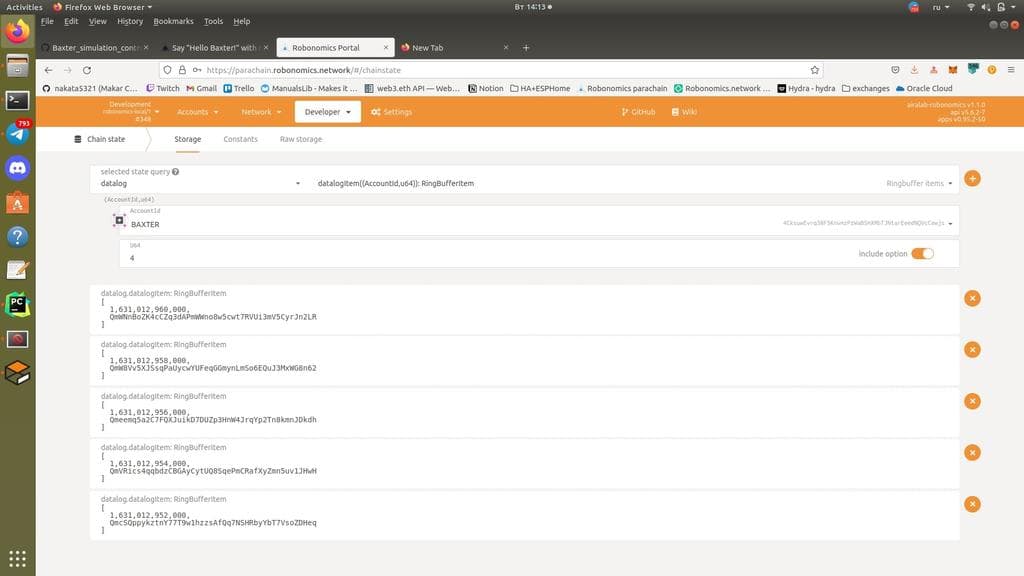 Activities Firefox Web Browser Вт 14:13 ru
File Edit View History Bookmarks Tools Help
Baxter_simulation_contr Say "Hello Baxter!" with Robonomics Portal New Tab
https://parachain.robonomics.network/#/chainstate
nakata5321 (Makar C… Twitch Gmail Trello ManualsLib - Makes it … web3.eth API — Web… Notion HA+ESPHome Robonomics parachain Robonomics.network … Hydra - hydra exchanges Oracle Cloud
Development
robonomics-local/1
#348
Accounts Network Developer Settings GitHub Wiki
airalab-robonomics v1.1.0
api v5.6.2-7
apps v0.95.2-60
Chain state Storage Constants Raw storage
selected state query
datalog datalogItem((AccountId,u64)): RingBufferItem Ringbuffer items
(AccountId,u64)
AccountId
BAXTER
U64
4
include option
datalog.datalogItem: RingBufferItem
[
1,631,012,960,000,
QmWNnBoZK4cCZq3dAPmWWno8w5cwt7RVUi3mV5CyrJn2LR
]
datalog.datalogItem: RingBufferItem
[
1,631,012,958,000,
QmW8Vv5XJSsqPaUycwYUFeqGGmynLmSo6EQuJ3MxWG8n62
]
datalog.datalogItem: RingBufferItem
[
1,631,012,956,000,
Qmeemq5a2C7FQXJuikD7DUZp3HnW4JrqYp2Tn8kmnJDkdh
]
datalog.datalogItem: RingBufferItem
[
1,631,012,954,000,
QmVRics4qqbdzCBGAyCytUQ8SqePmCRafXyZmn5uv1JHwH
]
datalog.datalogItem: RingBufferItem
[
1,631,012,952,000,
QmcSQppykztnY77T9w1hzzsAfQq7NSHRbyYbT7VsoZDHeq
]